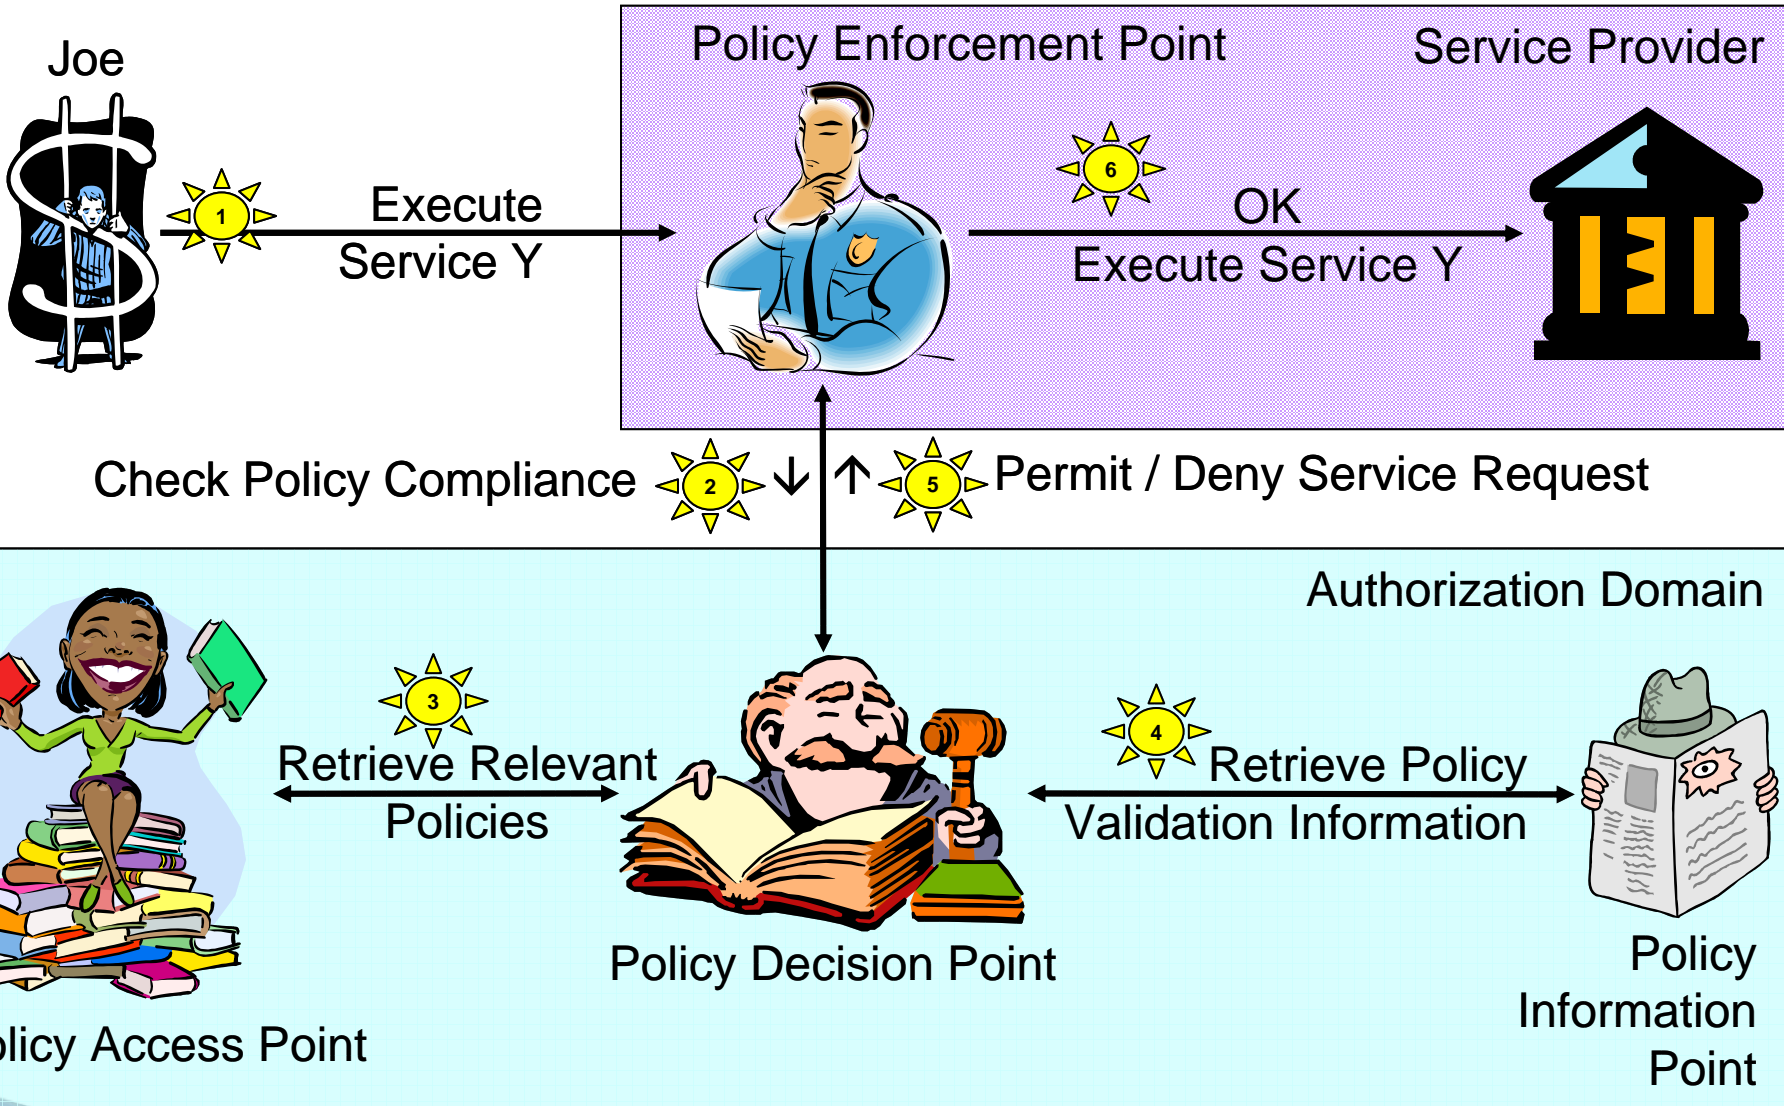 Joe
Policy Enforcement Point
Service Provider
1
Execute
Service Y
6
OK
Execute Service Y
Check Policy Compliance
2
5
Permit / Deny Service Request
Authorization Domain
3
Retrieve Relevant
Policies
4
Retrieve Policy
Validation Information
Policy Decision Point
Policy
Information
Point
olicy Access Point